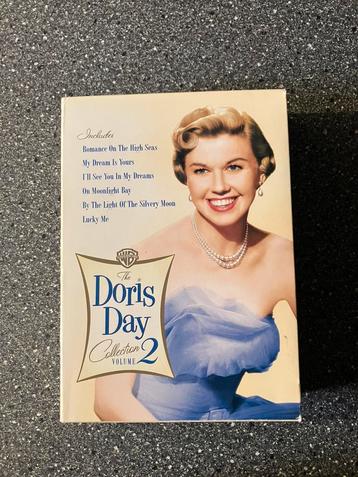 Includes
Romance On The High Seas
My Dream Is Yours
I'll See You In My Dreams
On Moonlight Bay
By The Light Of The Silvery Moon
Lucky Me
The
Doris
Day
Collection
VOLUME 2